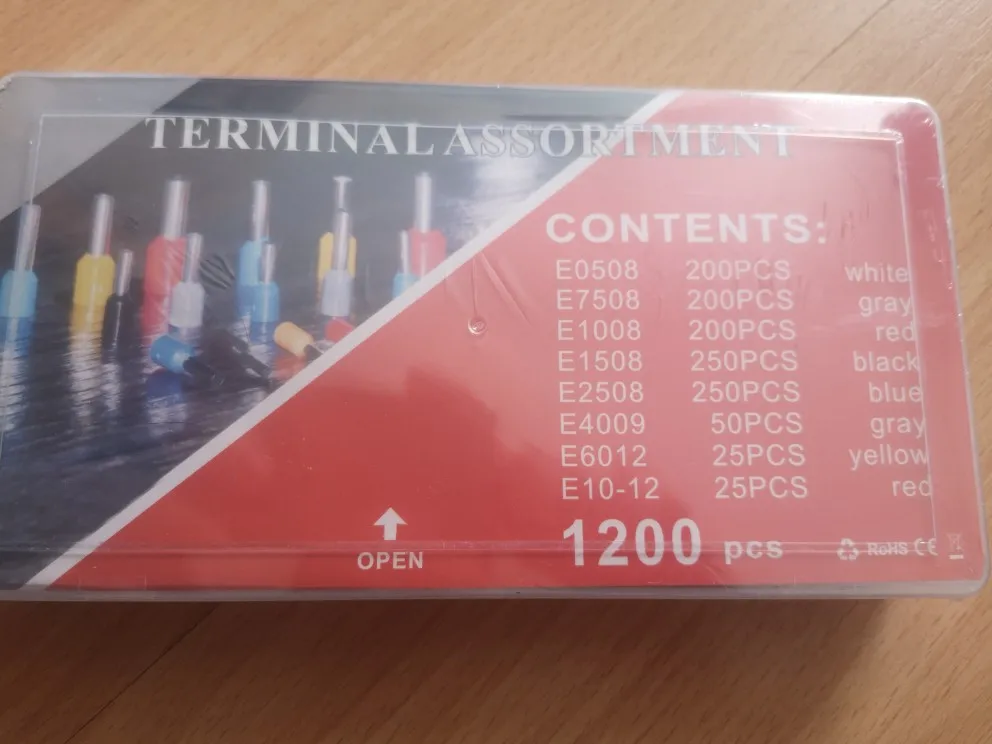 TERMINAL ASSORTMENT
CONTENTS:
E0508 200PCS white
E7508 200PCS gray
E1008 200PCS red
E1508 250PCS black
E2508 250PCS blue
E4009 50PCS gray
E6012 25PCS yellow
E10-12 25PCS red
1200 pcs
OPEN
RoHS CE